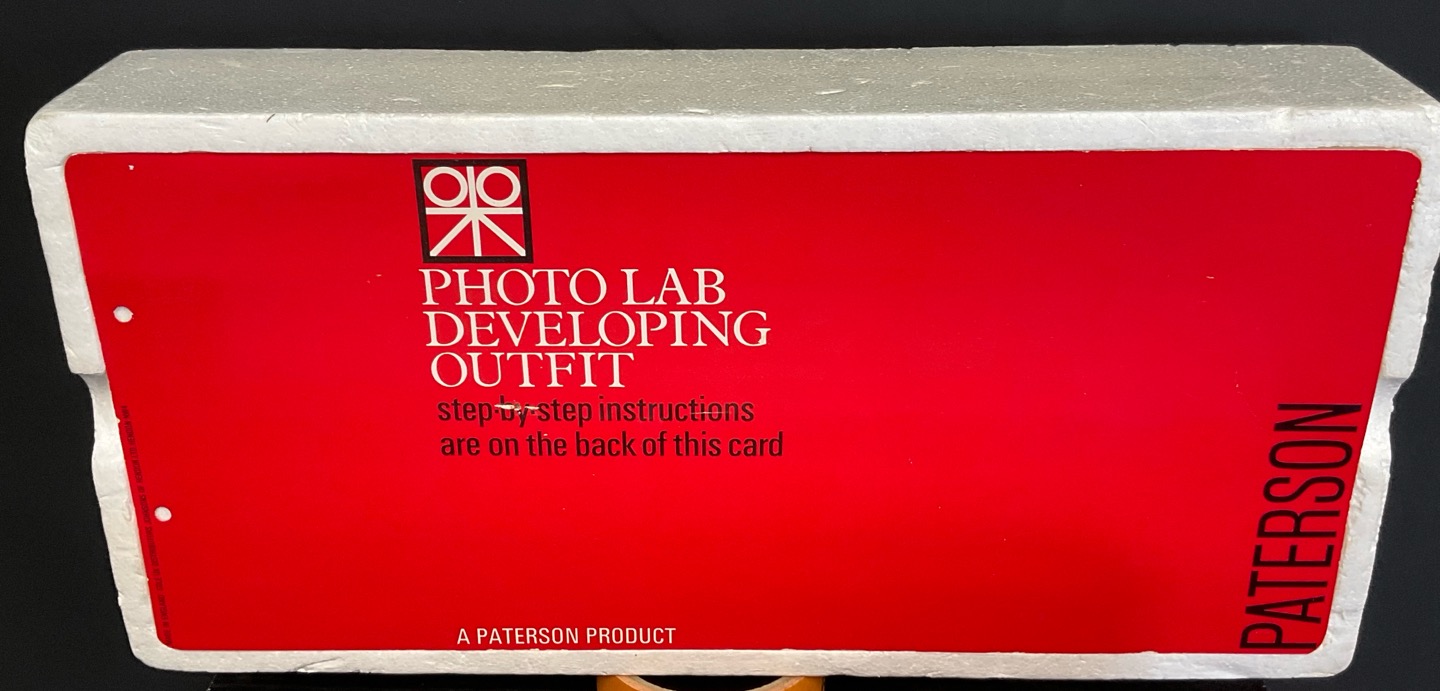 PHOTO LAB
DEVELOPING
OUTFIT
step-by-step instructions
are on the back of this card
A PATERSON PRODUCT
PATERSON